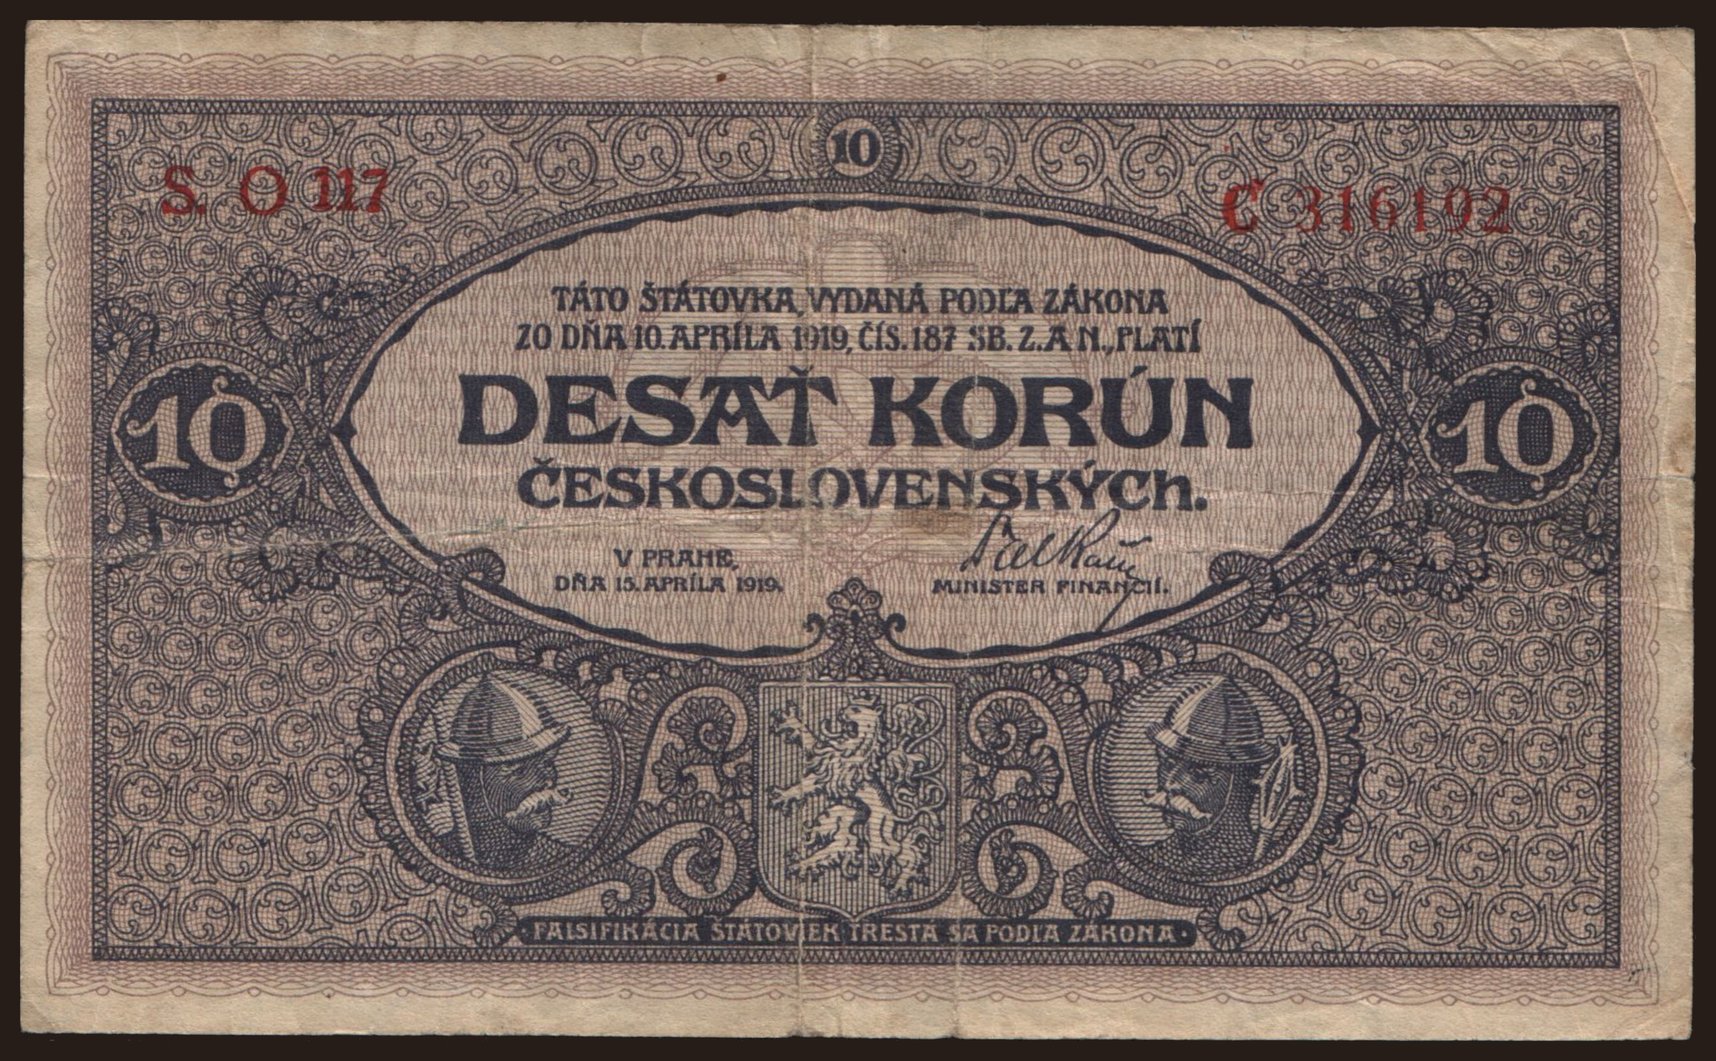 10
S. O 117
C 316102
TÁTO ŠTÁTOVKA, VYDANÁ PODĽA ZÁKONA
ZO DŇA 10. APRÍLA 1919, ČÍS. 187 SB. Z. A N., PLATÍ
10
DESAŤ KORÚN
10
ČESKOSLOVENSKÝCh.
V PRAHE,
DŇA 15. APRÍLA 1919.
MINISTER FINANCIÍ.
FALSIFIKÁCIA ŠTÁTOVIEK TRESTÁ SA PODĽA ZÁKONA